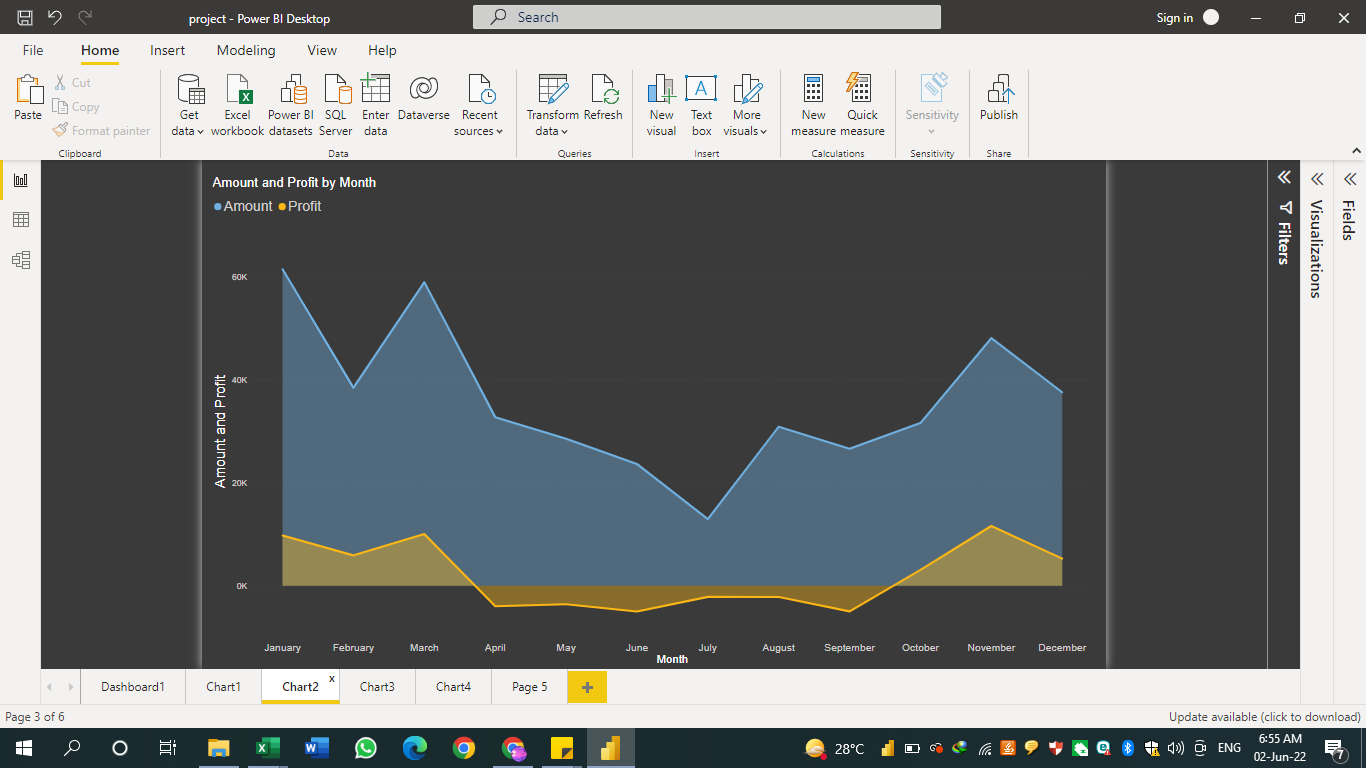 project - Power BI Desktop
Search
Sign in
File Home Insert Modeling View Help
Paste
Cut
Copy
Format painter
Clipboard
Get data
Excel workbook
Power BI datasets
SQL Server
Enter data
Dataverse
Recent sources
Data
Transform data
Refresh
Queries
New visual
Text box
More visuals
Insert
New measure
Quick measure
Calculations
Sensitivity
Sensitivity
Publish
Share
Amount and Profit by Month
Amount Profit
60K
40K
20K
0K
Amount and Profit
January February March April May June July August September October November December
Month
Filters
Visualizations
Fields
Dashboard1 Chart1 Chart2 x Chart3 Chart4 Page 5 +
Page 3 of 6
Update available (click to download)
28°C
ENG
6:55 AM
02-Jun-22
7